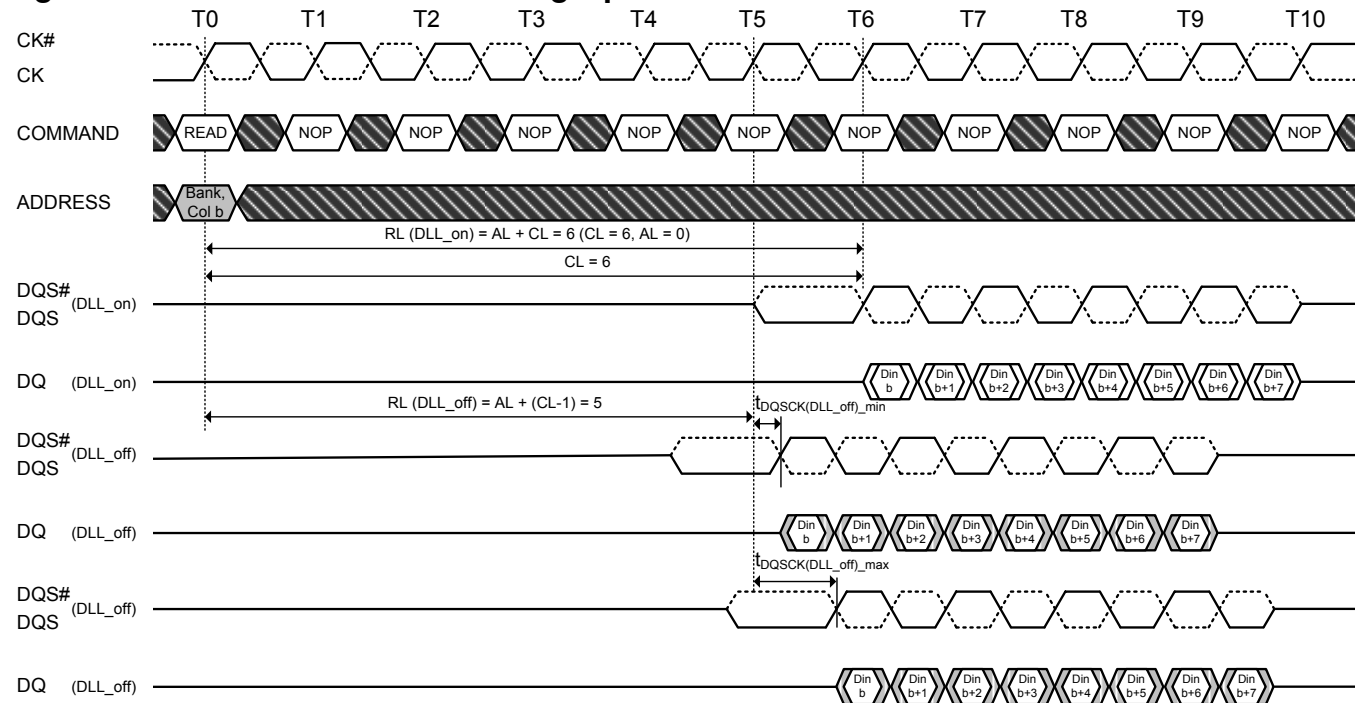 T0 T1 T2 T3 T4 T5 T6 T7 T8 T9 T10
CK#
CK
COMMAND READ NOP NOP NOP NOP NOP NOP NOP NOP NOP NOP
ADDRESS Bank,
Col b
RL (DLL_on) = AL + CL = 6 (CL = 6, AL = 0)
CL = 6
DQS# (DLL_on)
DQS
DQ (DLL_on) Din Din Din Din Din Din Din Din
b b+1 b+2 b+3 b+4 b+5 b+6 b+7
RL (DLL_off) = AL + (CL-1) = 5 tDQSCK(DLL_off)_min
DQS# (DLL_off)
DQS
DQ (DLL_off) Din Din Din Din Din Din Din Din
b b+1 b+2 b+3 b+4 b+5 b+6 b+7
tDQSCK(DLL_off)_max
DQS# (DLL_off)
DQS
DQ (DLL_off) Din Din Din Din Din Din Din Din
b b+1 b+2 b+3 b+4 b+5 b+6 b+7